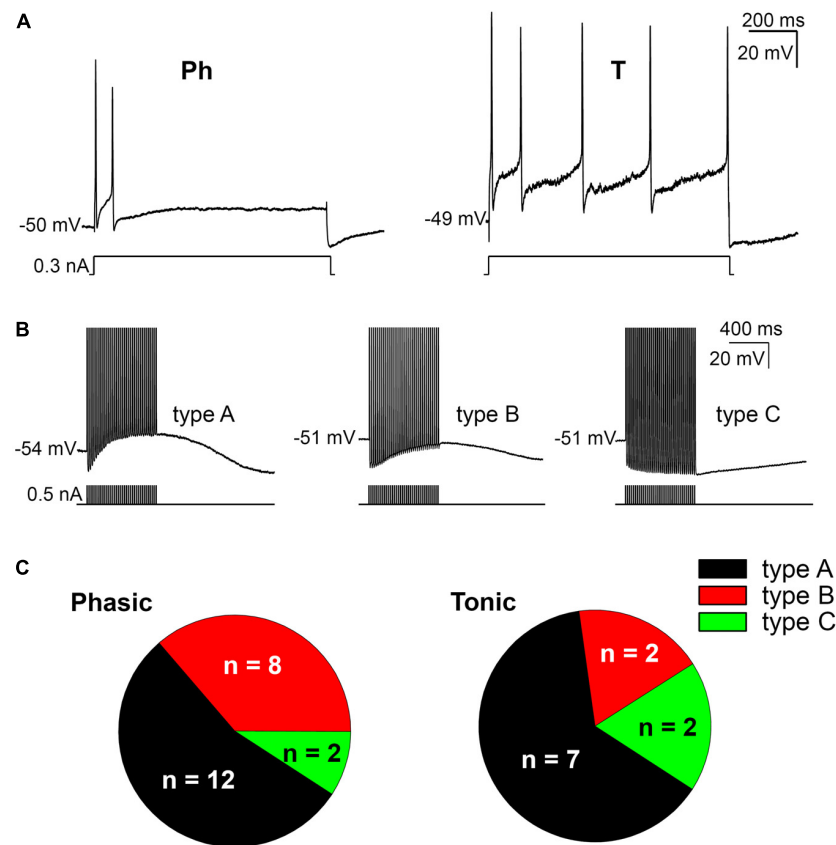 A
Ph
T
200 ms
20 mV
-50 mV
-49 mV
0.3 nA
B
400 ms
20 mV
type A
type B
type C
-54 mV
-51 mV
-51 mV
0.5 nA
C
Phasic
Tonic
type A
type B
type C
n = 8
n = 2
n = 12
n = 2
n = 2
n = 7